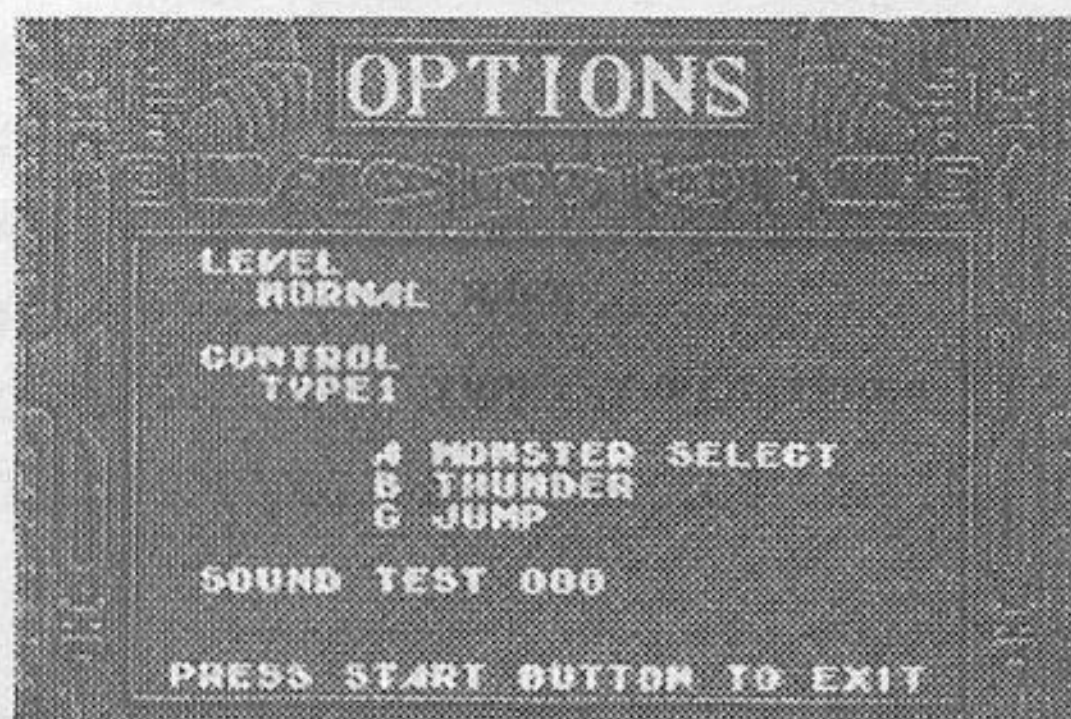 OPTIONS
LEVEL
NORMAL
CONTROL
TYPE1
A MONSTER SELECT
B THUNDER
C JUMP
SOUND TEST 000
PRESS START BUTTON TO EXIT